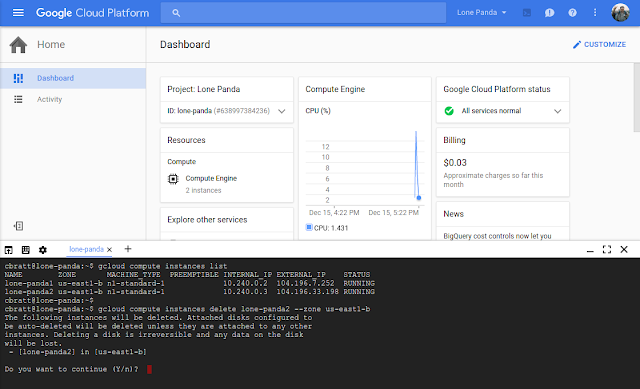 Google Cloud Platform
Lone Panda
Home
Dashboard
CUSTOMIZE
Dashboard
Activity
Project: Lone Panda
ID: lone-panda (#638997384236)
Resources
Compute
Compute Engine
2 instances
Explore other services
Compute Engine
CPU (%)
12
10
8
6
4
2
Dec 15, 4:22 PM Dec 15, 5:22 PM
CPU: 1.431
Google Cloud Platform status
All services normal
Billing
$0.03
Approximate charges so far this
month
News
BigQuery cost controls now let you
lone-panda
cbratt@lone-panda:~$ gcloud compute instances list
NAME ZONE MACHINE_TYPE PREEMPTIBLE INTERNAL_IP EXTERNAL_IP STATUS
lone-panda1 us-east1-b n1-standard-1 10.240.0.2 104.196.7.252 RUNNING
lone-panda2 us-east1-b n1-standard-1 10.240.0.3 104.196.33.198 RUNNING
cbratt@lone-panda:~$
cbratt@lone-panda:~$ gcloud compute instances delete lone-panda2 --zone us-east1-b
The following instances will be deleted. Attached disks configured to
be auto-deleted will be deleted unless they are attached to any other
instances. Deleting a disk is irreversible and any data on the disk
will be lost.
- [lone-panda2] in [us-east1-b]
Do you want to continue (Y/n)?